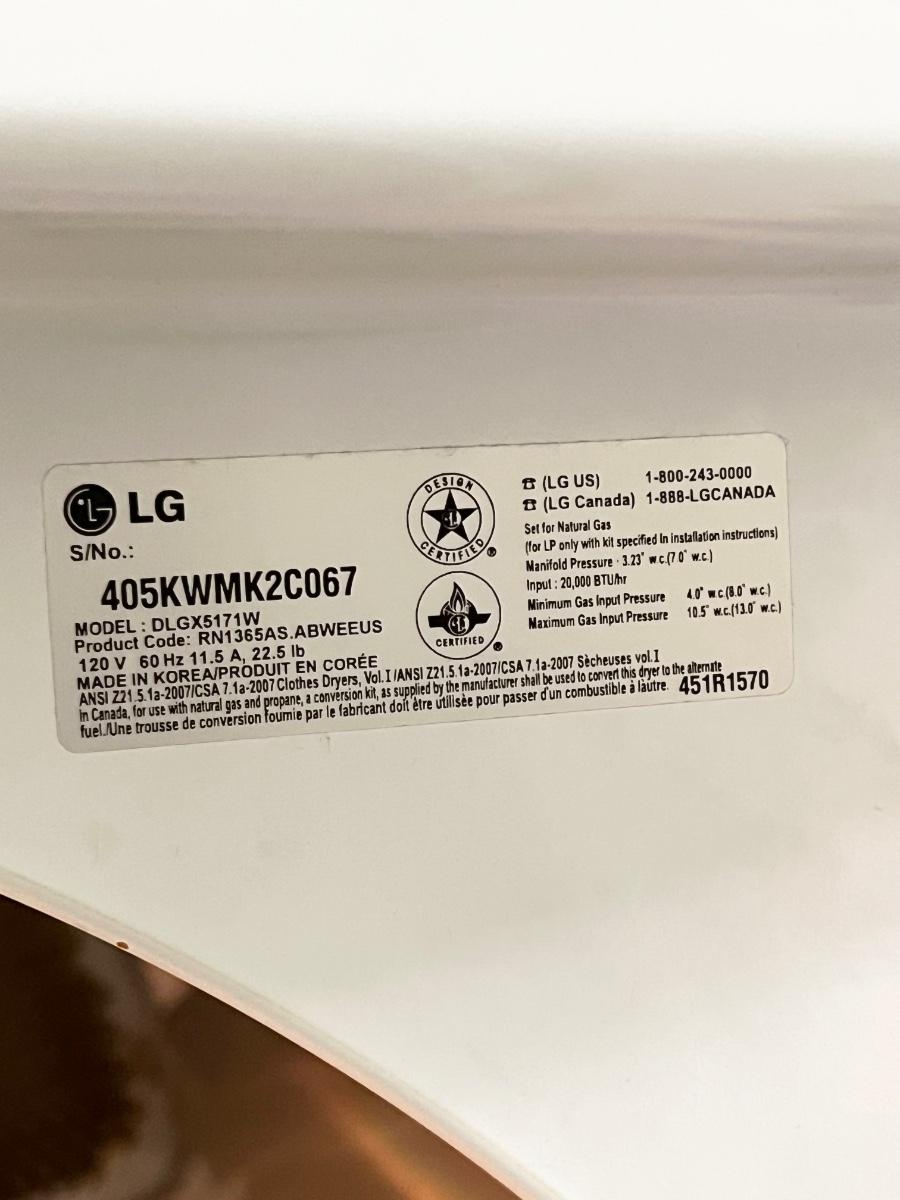 LG
S/No.:
405KWMK2C067
MODEL : DLGX5171W
Product Code: RN1365AS.ABWEEUS
120 V 60 Hz 11.5 A, 22.5 lb
MADE IN KOREA/PRODUIT EN CORÉE
DESIGN CERTIFIED ®
CERTIFIED ®
☎ (LG US) 1-800-243-0000
☎ (LG Canada) 1-888-LGCANADA
Set for Natural Gas
(for LP only with kit specified In installation instructions)
Manifold Pressure · 3.23" w.c.(7.0" w.c.)
Input : 20,000 BTU/hr
Minimum Gas Input Pressure 4.0" w.c.(8.0" w.c.)
Maximum Gas Input Pressure 10.5" w.c.(13.0" w.c.)
ANSI Z21.5.1a-2007/CSA 7.1a-2007 Clothes Dryers, Vol.I/ANSI Z21.5.1a-2007/CSA 7.1a-2007 Sècheuses vol.I
In Canada, for use with natural gas and propane, a conversion kit, as supplied by the manufacturer shall be used to convert this dryer to the alternate
fuel./Une trousse de conversion fournie par le fabricant doit être utilisée pour passer d'un combustible à làutre. 451R1570